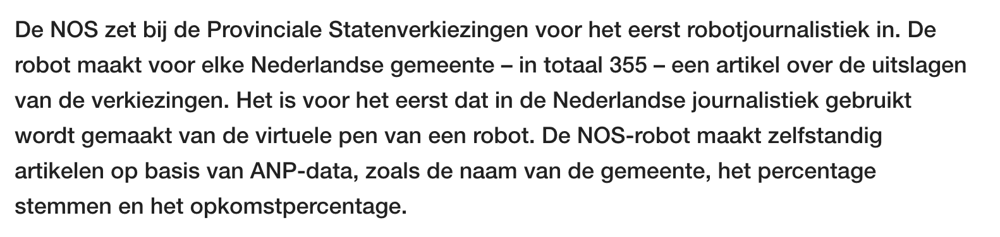 De NOS zet bij de Provinciale Statenverkiezingen voor het eerst robotjournalistiek in. De
robot maakt voor elke Nederlandse gemeente – in totaal 355 – een artikel over de uitslagen
van de verkiezingen. Het is voor het eerst dat in de Nederlandse journalistiek gebruikt
wordt gemaakt van de virtuele pen van een robot. De NOS-robot maakt zelfstandig
artikelen op basis van ANP-data, zoals de naam van de gemeente, het percentage
stemmen en het opkomstpercentage.